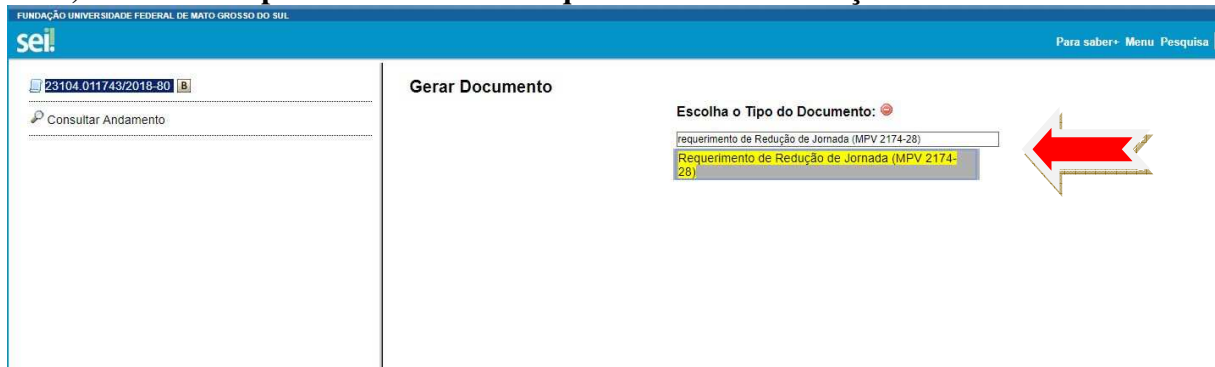 FUNDAÇÃO UNIVERSIDADE FEDERAL DE MATO GROSSO DO SUL
sei!
Para saber+ Menu Pesquisa
23104.011743/2018-80 B
Consultar Andamento
Gerar Documento
Escolha o Tipo do Documento:
requerimento de Redução de Jornada (MPV 2174-28)
Requerimento de Redução de Jornada (MPV 2174-
28)